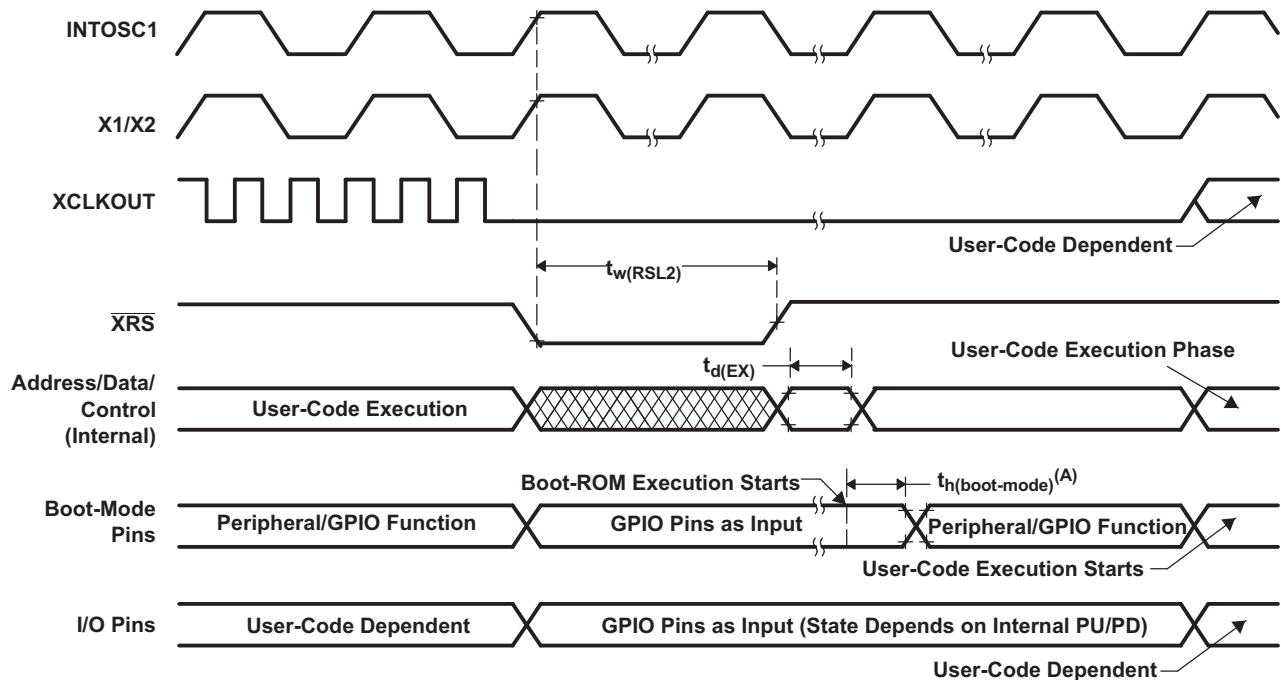 INTOSC1
X1/X2
XCLKOUT
User-Code Dependent
tw(RSL2)
XRS
User-Code Execution Phase
td(EX)
Address/Data/
Control
(Internal)
User-Code Execution
Boot-ROM Execution Starts
th(boot-mode)(A)
Boot-Mode
Pins
Peripheral/GPIO Function
GPIO Pins as Input
Peripheral/GPIO Function
User-Code Execution Starts
I/O Pins
User-Code Dependent
GPIO Pins as Input (State Depends on Internal PU/PD)
User-Code Dependent